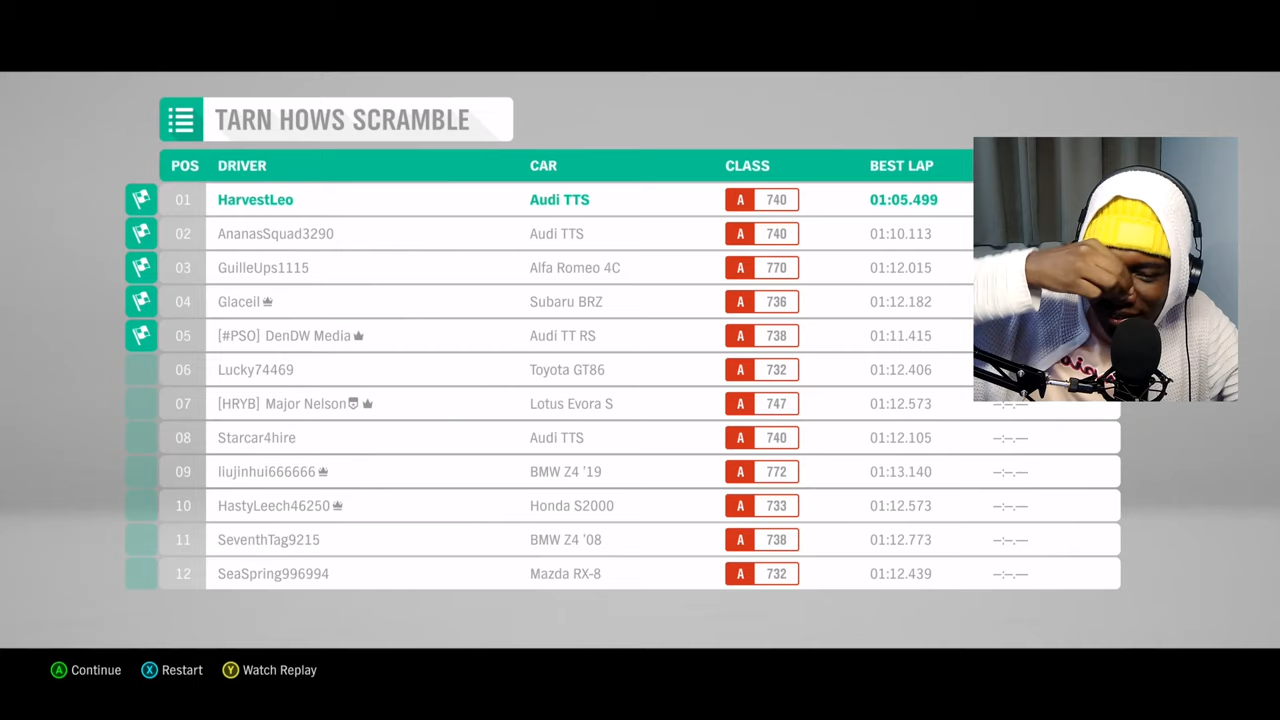 TARN HOWS SCRAMBLE
POS DRIVER CAR CLASS BEST LAP
01 HarvestLeo Audi TTS A 740 01:05.499
02 AnanasSquad3290 Audi TTS A 740 01:10.113
03 GuilleUps1115 Alfa Romeo 4C A 770 01:12.015
04 Glaceil Subaru BRZ A 736 01:12.182
05 [#PSO] DenDW Media Audi TT RS A 738 01:11.415
06 Lucky74469 Toyota GT86 A 732 01:12.406
07 [HRYB] Major Nelson Lotus Evora S A 747 01:12.573 --:--.---
08 Starcar4hire Audi TTS A 740 01:12.105 --:--.---
09 liujinhui666666 BMW Z4 '19 A 772 01:13.140 --:--.---
10 HastyLeech46250 Honda S2000 A 733 01:12.573 --:--.---
11 SeventhTag9215 BMW Z4 '08 A 738 01:12.773 --:--.---
12 SeaSpring996994 Mazda RX-8 A 732 01:12.439 --:--.---
A Continue X Restart Y Watch Replay